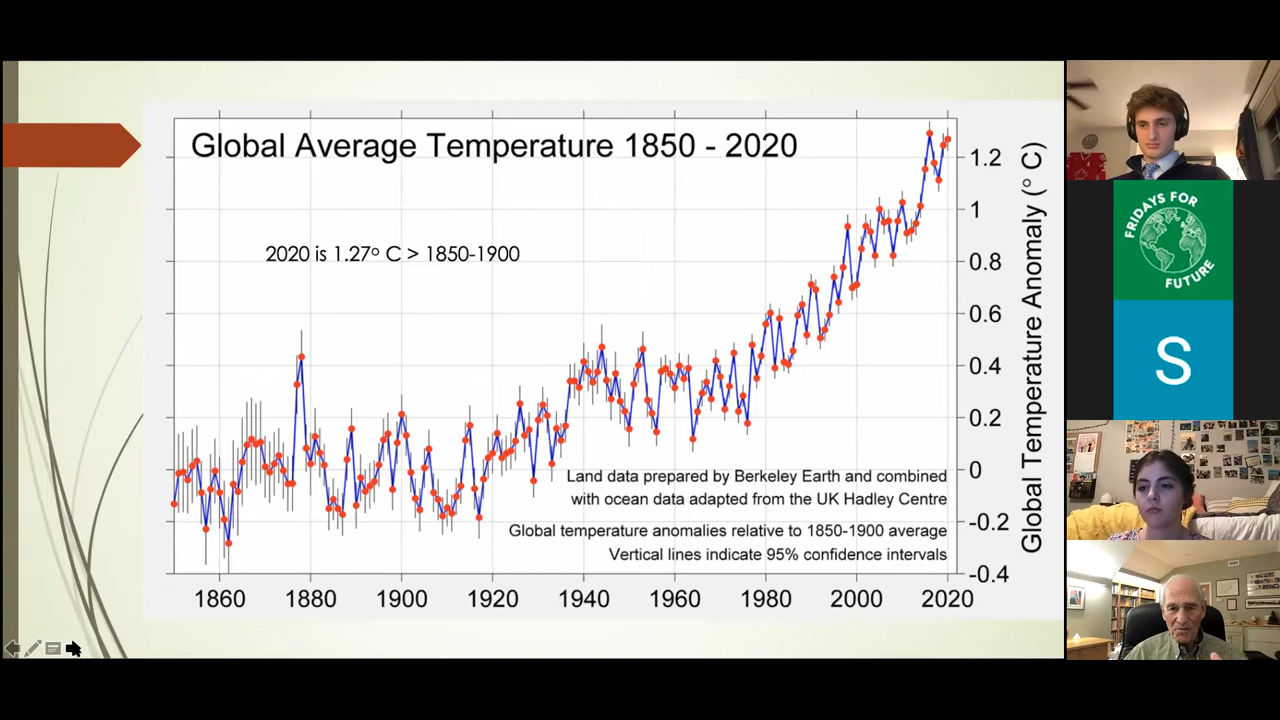 Global Average Temperature 1850 - 2020
2020 is 1.27° C > 1850-1900
Land data prepared by Berkeley Earth and combined
with ocean data adapted from the UK Hadley Centre
Global temperature anomalies relative to 1850-1900 average
Vertical lines indicate 95% confidence intervals
1.2
1
0.8
0.6
0.4
0.2
0
-0.2
-0.4
Global Temperature Anomaly (° C)
1860 1880 1900 1920 1940 1960 1980 2000 2020
FRIDAYS FOR
FUTURE
S